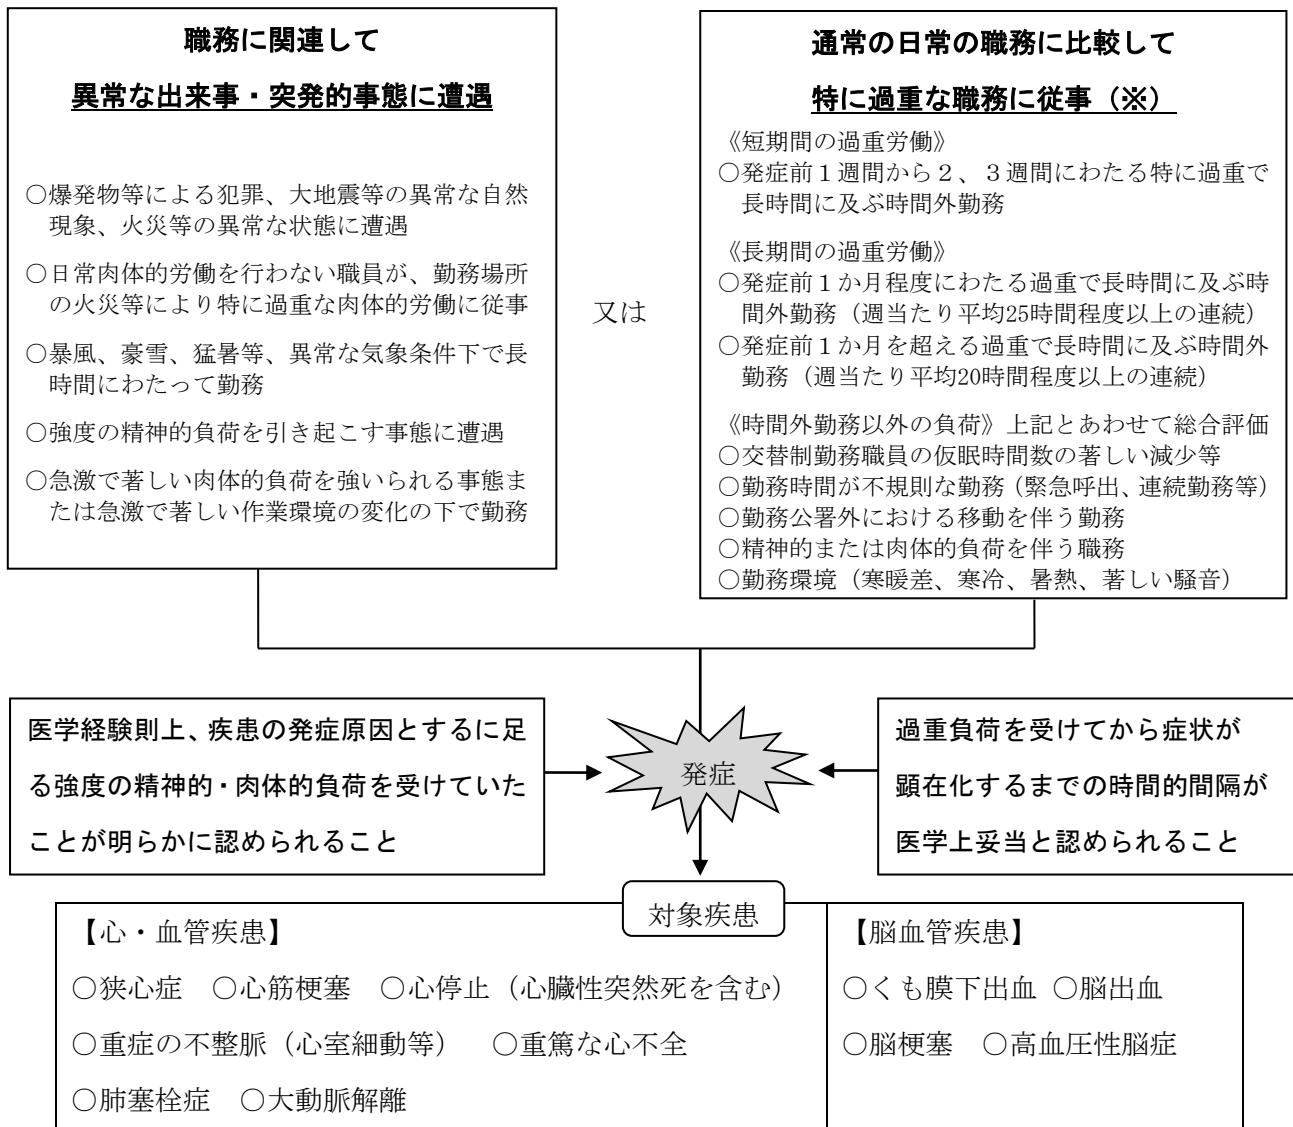 職務に関連して
異常な出来事・突発的事態に遭遇
○爆発物等による犯罪、大地震等の異常な自然
現象、火災等の異常な状態に遭遇
○日常肉体的労働を行わない職員が、勤務場所
の火災等により特に過重な肉体的労働に従事
○暴風、豪雪、猛暑等、異常な気象条件下で長
時間にわたって勤務
○強度の精神的負荷を引き起こす事態に遭遇
○急激で著しい肉体的負荷を強いられる事態ま
たは急激で著しい作業環境の変化の下で勤務
又は
通常の日常の職務に比較して
特に過重な職務に従事（※）
《短期間の過重労働》
○発症前１週間から２、３週間にわたる特に過重で
長時間に及ぶ時間外勤務
《長期間の過重労働》
○発症前１か月程度にわたる過重で長時間に及ぶ時
間外勤務（週当たり平均25時間程度以上の連続）
○発症前１か月を超える過重で長時間に及ぶ時間外
勤務（週当たり平均20時間程度以上の連続）
《時間外勤務以外の負荷》上記とあわせて総合評価
○交替制勤務職員の仮眠時間数の著しい減少等
○勤務時間が不規則な勤務（緊急呼出、連続勤務等）
○勤務公署外における移動を伴う勤務
○精神的または肉体的負荷を伴う職務
○勤務環境（寒暖差、寒冷、暑熱、著しい騒音）
医学経験則上、疾患の発症原因とするに足
る強度の精神的・肉体的負荷を受けていた
ことが明らかに認められること
発症
過重負荷を受けてから症状が
顕在化するまでの時間的間隔が
医学上妥当と認められること
対象疾患
【心・血管疾患】
○狭心症　○心筋梗塞　○心停止（心臓性突然死を含む）
○重症の不整脈（心室細動等）　○重篤な心不全
○肺塞栓症　○大動脈解離
【脳血管疾患】
○くも膜下出血 ○脳出血
○脳梗塞　○高血圧性脳症